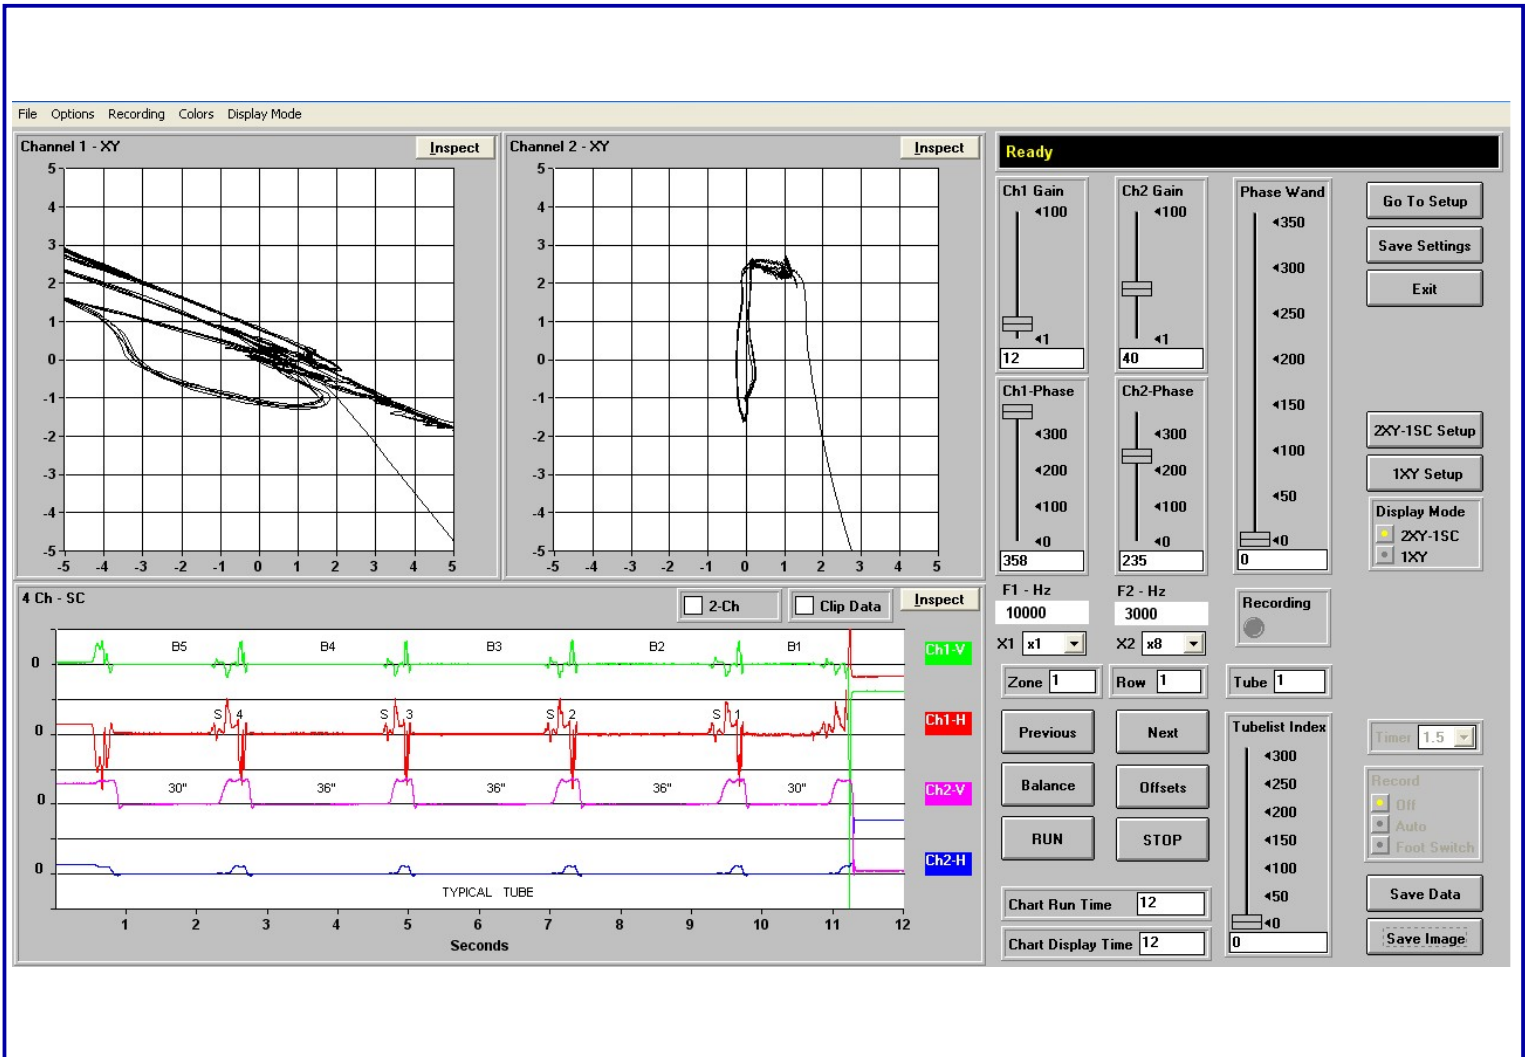 File Options Recording Colors Display Mode
Channel 1 - XY
Inspect
5
4
3
2
1
0
-1
-2
-3
-4
-5
-5 -4 -3 -2 -1 0 1 2 3 4 5
Channel 2 - XY
Inspect
5
4
3
2
1
0
-1
-2
-3
-4
-5
-5 -4 -3 -2 -1 0 1 2 3 4 5
4 Ch - SC
2-Ch
Clip Data
Inspect
B5 B4 B3 B2 B1
0
Ch1-V
S 4 S 3 S 2 S 1
0
Ch1-H
30" 36" 36" 36" 30"
0
Ch2-V
0
Ch2-H
TYPICAL TUBE
1 2 3 4 5 6 7 8 9 10 11 12
Seconds
Ready
Ch1 Gain
100
1
12
Ch2 Gain
100
1
40
Phase Wand
350
300
250
200
150
100
50
0
0
Ch1-Phase
300
200
100
0
358
Ch2-Phase
300
200
100
0
235
Go To Setup
Save Settings
Exit
2XY-1SC Setup
1XY Setup
Display Mode
2XY-1SC
1XY
F1 - Hz
10000
F2 - Hz
3000
Recording
X1 x1
X2 x8
Zone 1
Row 1
Tube 1
Previous
Next
Balance
Offsets
RUN
STOP
Tubelist Index
300
250
200
150
100
50
0
0
Timer 1.5
Record
Off
Auto
Foot Switch
Chart Run Time 12
Chart Display Time 12
Save Data
Save Image